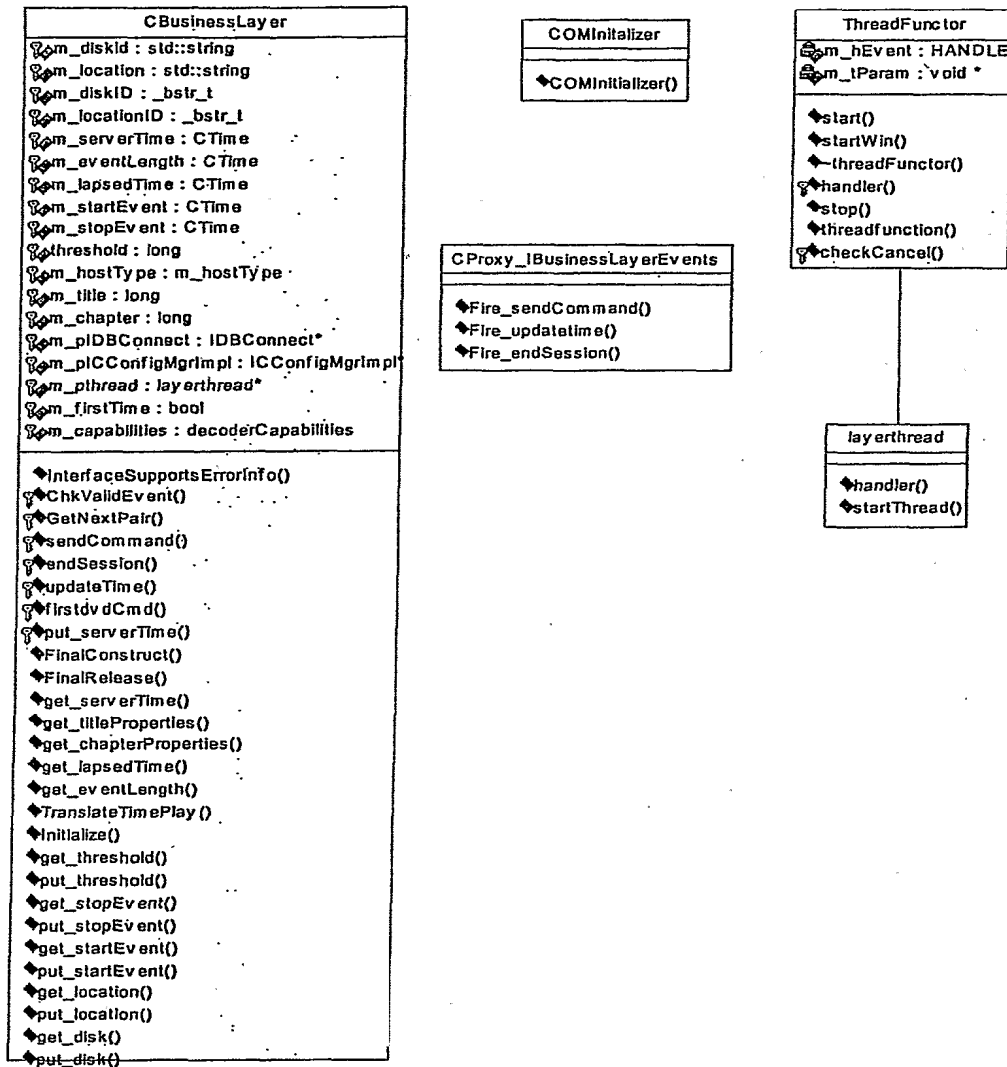 CBusinessLayer
m_diskId : std::string
m_location : std::string
m_diskID : _bstr_t
m_locationID : _bstr_t
m_serverTime : CTime
m_eventLength : CTime
m_lapsedTime : CTime
m_startEvent : CTime
m_stopEvent : CTime
threshold : long
m_hostType : m_hostType
m_title : long
m_chapter : long
m_pIDBConnect : IDBConnect*
m_pICConfigMgrImpl : ICConfigMgrImpl*
m_pthread : layerthread*
m_firstTime : bool
m_capabilities : decoderCapabilities
InterfaceSupportsErrorInfo()
ChkValidEvent()
GetNextPair()
sendCommand()
endSession()
updateTime()
firstdvdCmd()
put_serverTime()
FinalConstruct()
FinalRelease()
get_serverTime()
get_titleProperties()
get_chapterProperties()
get_lapsedTime()
get_eventLength()
TranslateTimePlay()
Initialize()
get_threshold()
put_threshold()
get_stopEvent()
put_stopEvent()
get_startEvent()
put_startEvent()
get_location()
put_location()
get_disk()
put_disk()
COMInitalizer
COMInitializer()
CProxy_IBusinessLayerEvents
Fire_sendCommand()
Fire_updatetime()
Fire_endSession()
ThreadFunctor
m_hEvent : HANDLE
m_tParam : void *
start()
startWin()
~threadFunctor()
handler()
stop()
threadfunction()
checkCancel()
layerthread
handler()
startThread()